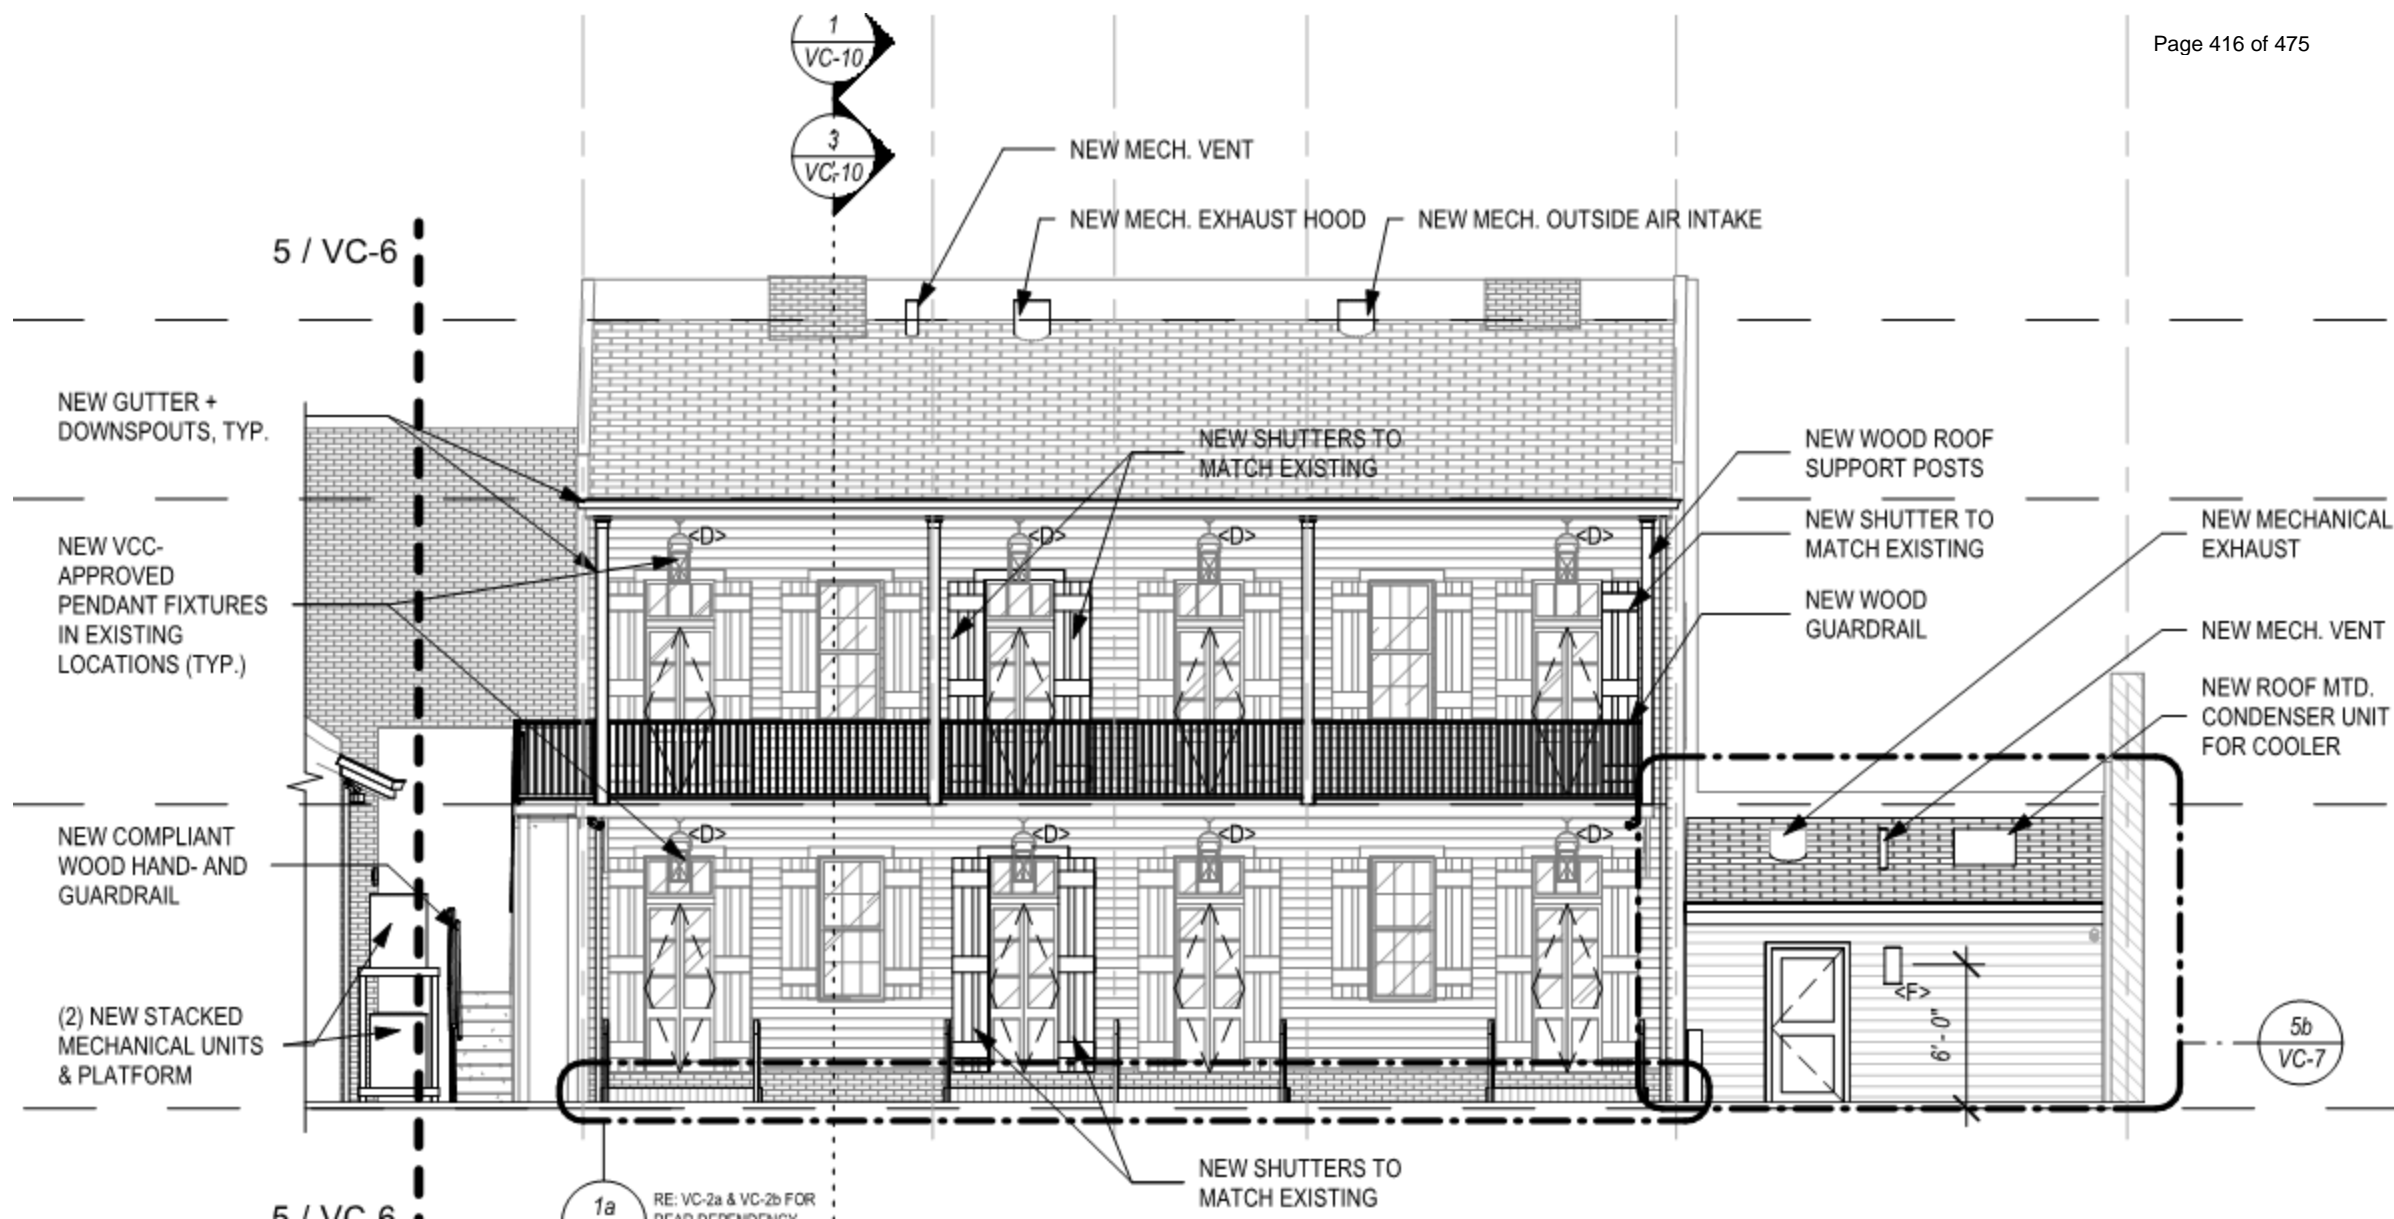 1
VC-10
Page 416 of 475
3
VC-10
NEW MECH. VENT
NEW MECH. EXHAUST HOOD
NEW MECH. OUTSIDE AIR INTAKE
5 / VC-6
NEW GUTTER +
DOWNSPOUTS, TYP.
NEW SHUTTERS TO
MATCH EXISTING
NEW WOOD ROOF
SUPPORT POSTS
NEW VCC-
APPROVED
PENDANT FIXTURES
IN EXISTING
LOCATIONS (TYP.)
<D>
<D>
<D>
<D>
NEW SHUTTER TO
MATCH EXISTING
NEW MECHANICAL
EXHAUST
NEW WOOD
GUARDRAIL
NEW MECH. VENT
NEW ROOF MTD.
CONDENSER UNIT
FOR COOLER
NEW COMPLIANT
WOOD HAND- AND
GUARDRAIL
<D>
<D>
<D>
<D>
(2) NEW STACKED
MECHANICAL UNITS
& PLATFORM
<F>
6' - 0"
5b
VC-7
NEW SHUTTERS TO
MATCH EXISTING
1a
RE: VC-2a & VC-2b FOR
REAR DEPENDENCY
5 / VC-6